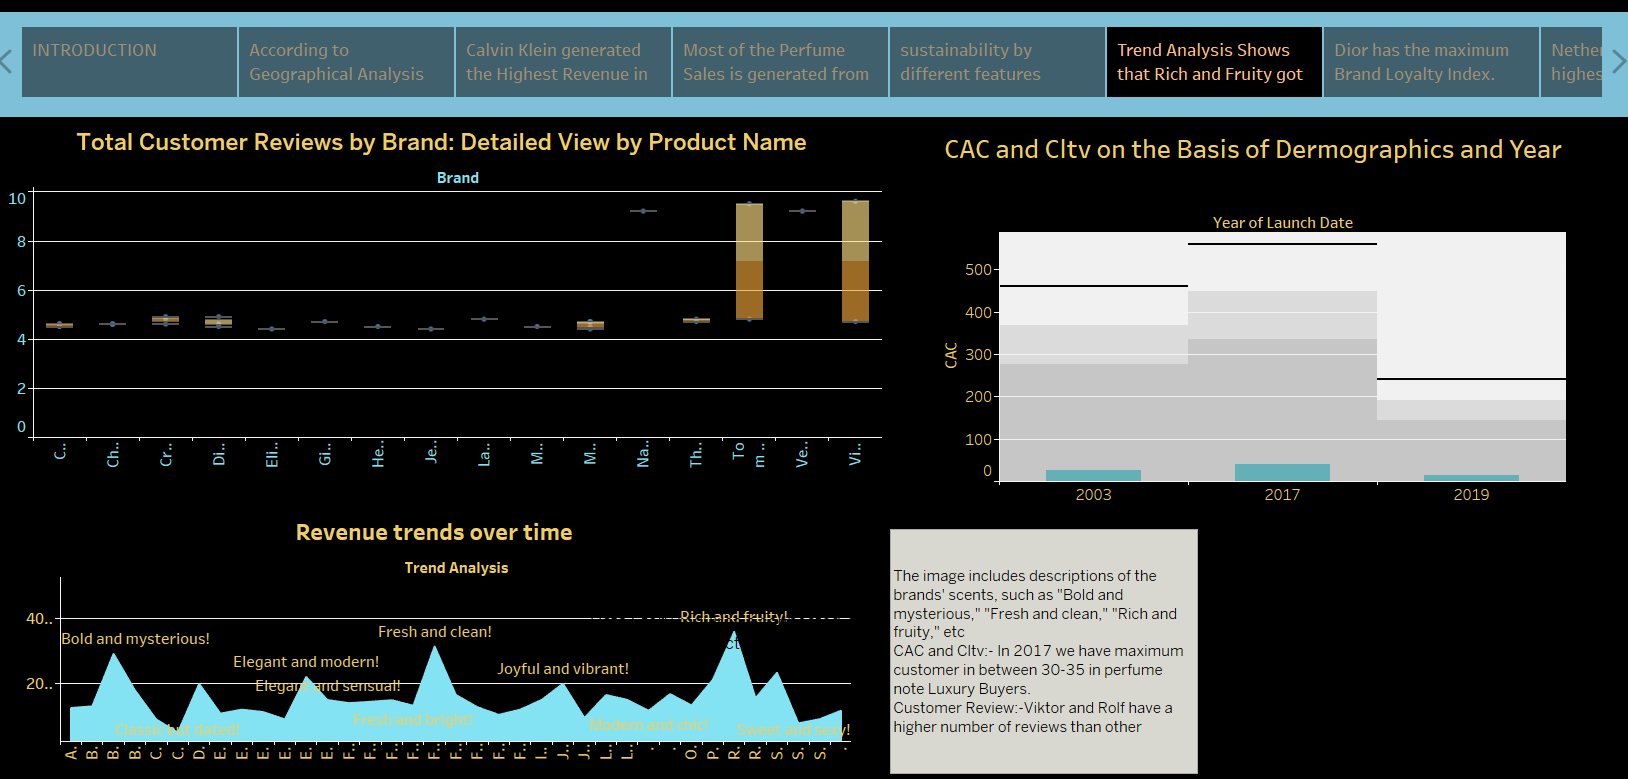 INTRODUCTION
According to
Geographical Analysis
Calvin Klein generated
the Highest Revenue in
Most of the Perfume
Sales is generated from
sustainability by
different features
Trend Analysis Shows
that Rich and Fruity got
Dior has the maximum
Brand Loyalty Index.
Nether
highes
Total Customer Reviews by Brand: Detailed View by Product Name
Brand
10
8
6
4
2
0
C..
Ch..
Cr..
Di..
Eli..
Gi..
He..
Je..
La..
M..
M..
Na..
Th..
To
m ..
Ve..
Vi..
CAC and Cltv on the Basis of Dermographics and Year
Year of Launch Date
CAC
500
400
300
200
100
0
2003
2017
2019
Revenue trends over time
Trend Analysis
40..
20..
Rich and fruity!
Bold and mysterious!
Fresh and clean!
Elegant and modern!
Joyful and vibrant!
Elegant and sensual!
Fresh and bright!
Classic but dated!
Modern and chic!
Sweet and sexy!
A.
B..
B..
B..
C..
C..
D..
E..
E..
E..
E..
E..
E..
F..
F..
F..
F..
F..
F..
F..
F..
F..
I..
J..
J..
L..
L..
.
.
O.
P.
R.
R.
S.
S.
S.
.
The image includes descriptions of the
brands' scents, such as "Bold and
mysterious," "Fresh and clean," "Rich and
fruity," etc
CAC and Cltv:- In 2017 we have maximum
customer in between 30-35 in perfume
note Luxury Buyers.
Customer Review:-Viktor and Rolf have a
higher number of reviews than other